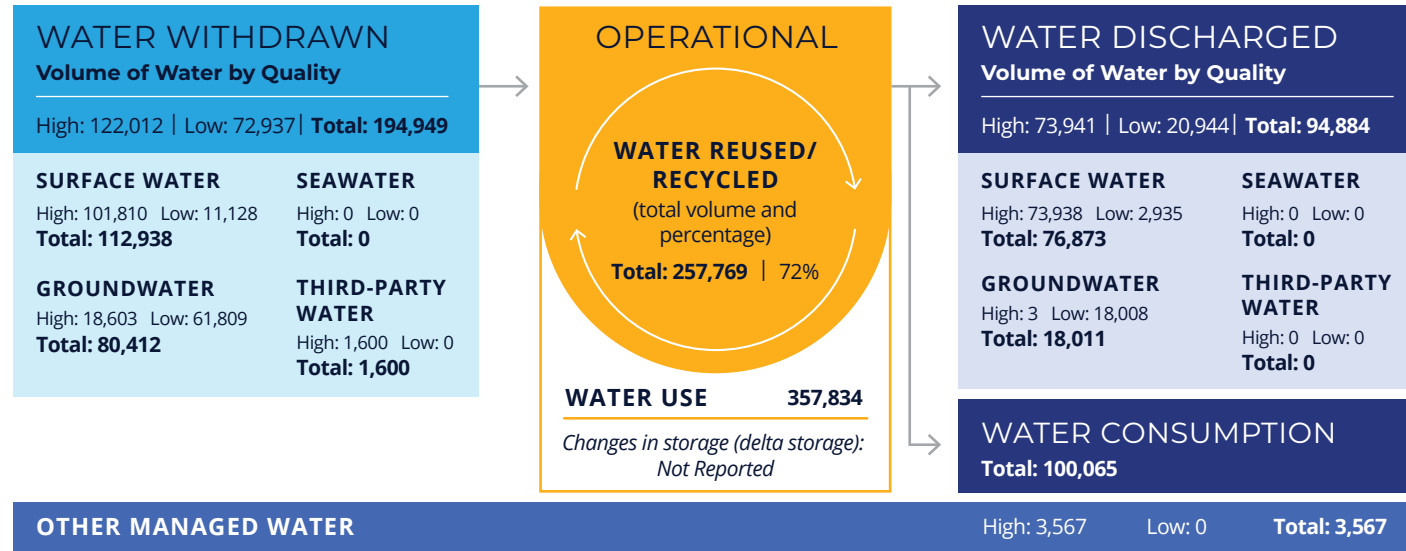 WATER WITHDRAWN
Volume of Water by Quality
High: 122,012 | Low: 72,937| Total: 194,949
SURFACE WATER
High: 101,810 Low: 11,128
Total: 112,938
SEAWATER
High: 0 Low: 0
Total: 0
GROUNDWATER
High: 18,603 Low: 61,809
Total: 80,412
THIRD-PARTY
WATER
High: 1,600 Low: 0
Total: 1,600
OPERATIONAL
WATER REUSED/
RECYCLED
(total volume and
percentage)
Total: 257,769 | 72%
WATER USE 357,834
Changes in storage (delta storage):
Not Reported
WATER DISCHARGED
Volume of Water by Quality
High: 73,941 | Low: 20,944| Total: 94,884
SURFACE WATER
High: 73,938 Low: 2,935
Total: 76,873
SEAWATER
High: 0 Low: 0
Total: 0
GROUNDWATER
High: 3 Low: 18,008
Total: 18,011
THIRD-PARTY
WATER
High: 0 Low: 0
Total: 0
WATER CONSUMPTION
Total: 100,065
OTHER MANAGED WATER High: 3,567 Low: 0 Total: 3,567